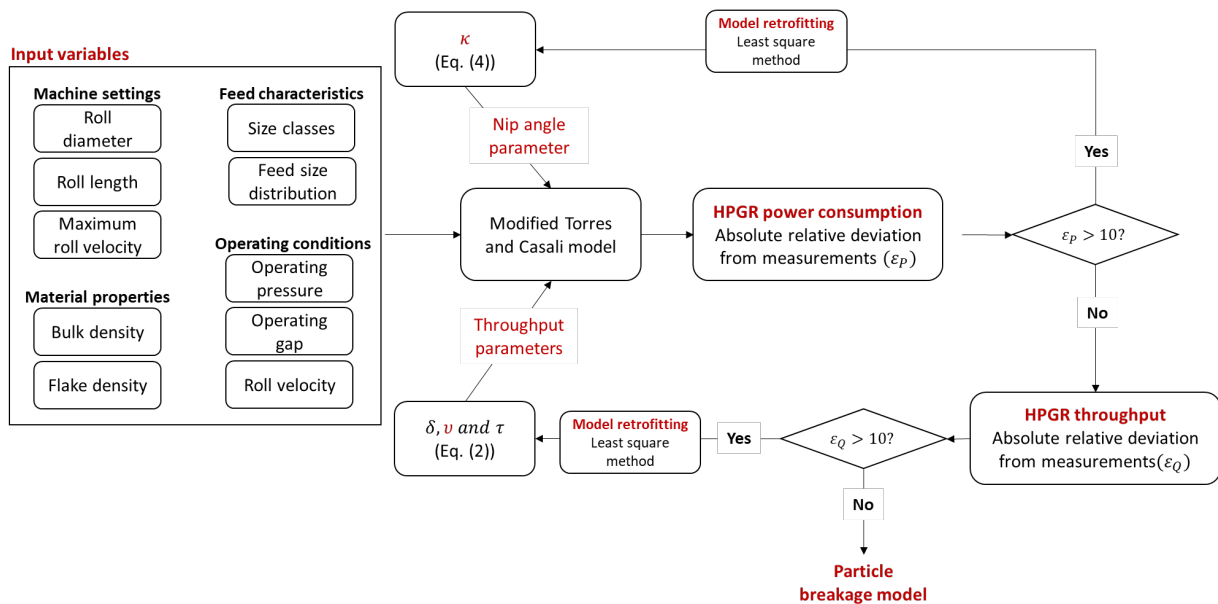 Input variables
Machine settings
Roll
diameter
Roll length
Maximum
roll velocity
Material properties
Bulk density
Flake density
Feed characteristics
Size classes
Feed size
distribution
Operating conditions
Operating
pressure
Operating
gap
Roll velocity
κ
(Eq. (4))
Nip angle
parameter
Modified Torres
and Casali model
Throughput
parameters
δ, υ and τ
(Eq. (2))
Model retrofitting
Least square
method
HPGR power consumption
Absolute relative deviation
from measurements (εP)
Yes
εP > 10?
No
HPGR throughput
Absolute relative deviation
from measurements(εQ)
εQ > 10?
Yes
Model retrofitting
Least square
method
No
Particle
breakage model